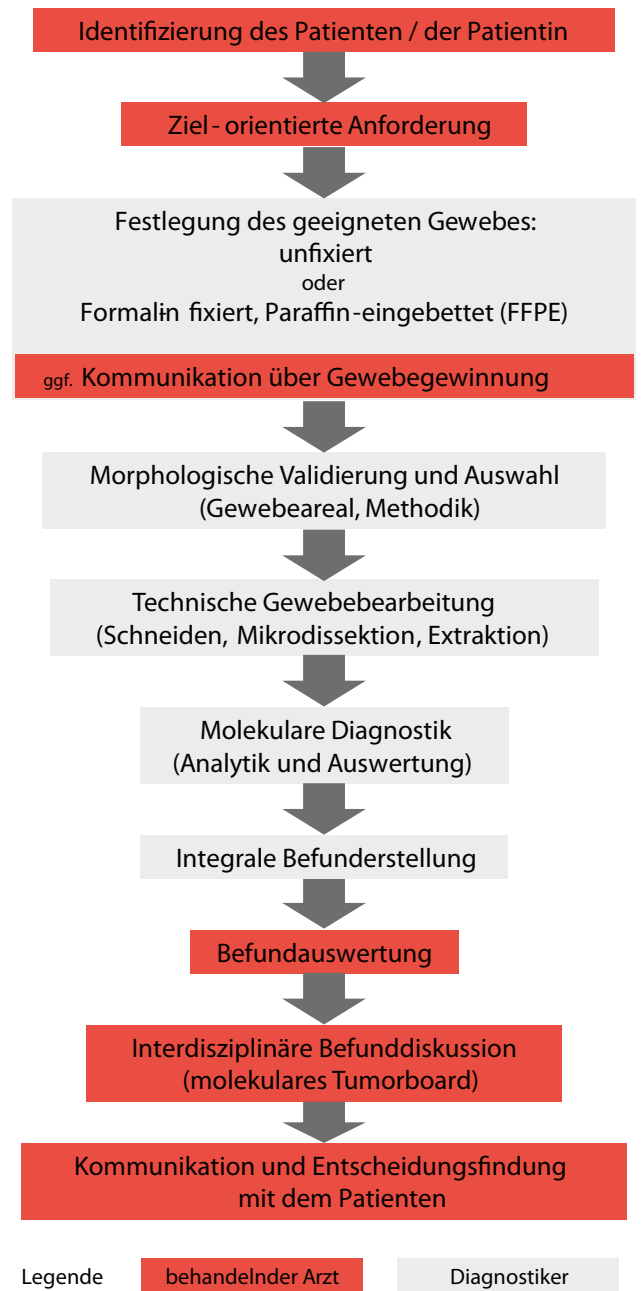 Identifizierung des Patienten / der Patientin
Ziel-orientierte Anforderung
Festlegung des geeigneten Gewebes:
unfixiert
oder
Formalin fixiert, Paraffin-eingebettet (FFPE)
ggf. Kommunikation über Gewebegewinnung
Morphologische Validierung und Auswahl
(Gewebeareal, Methodik)
Technische Gewebebearbeitung
(Schneiden, Mikrodissektion, Extraktion)
Molekulare Diagnostik
(Analytik und Auswertung)
Integrale Befunderstellung
Befundauswertung
Interdisziplinäre Befunddiskussion
(molekulares Tumorboard)
Kommunikation und Entscheidungsfindung
mit dem Patienten
Legende behandelnder Arzt Diagnostiker